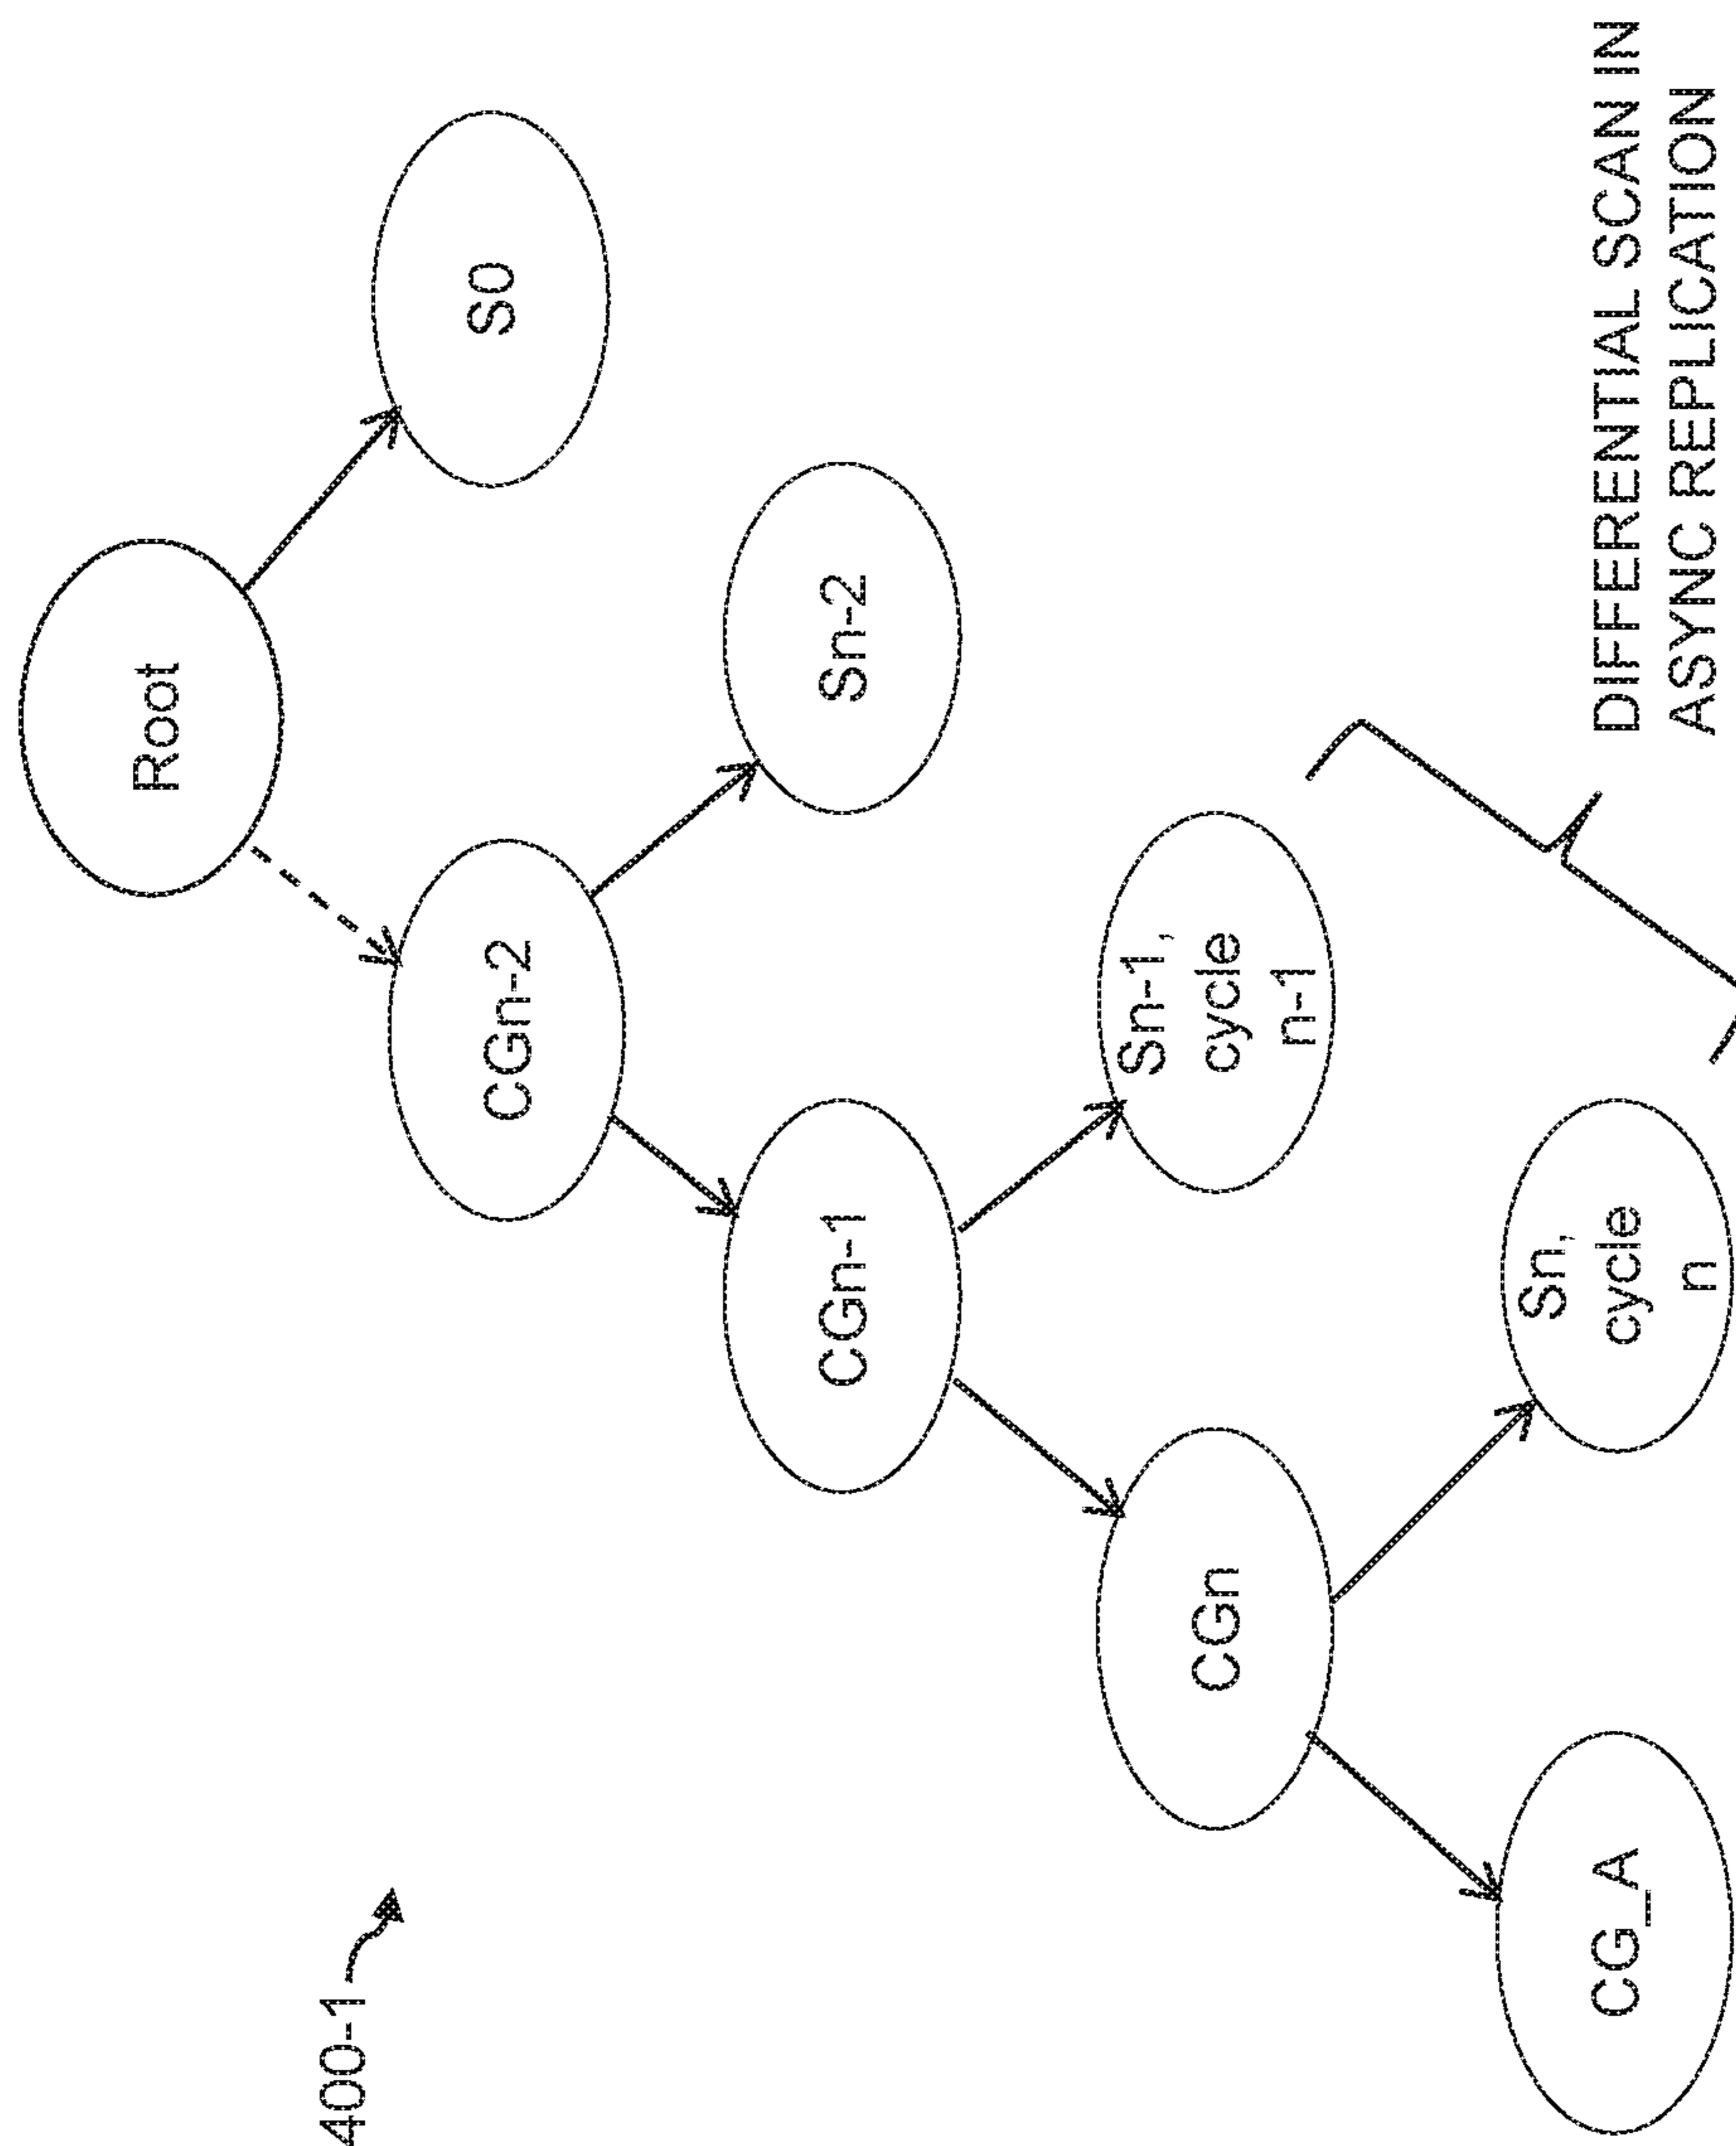 400-1
Root
S0
CGn-2
Sn-2
CGn-1
Sn-1,
cycle
n-1
CGn
Sn,
cycle
n
CG_A
DIFFERENTIAL SCAN IN
ASYNC REPLICATION